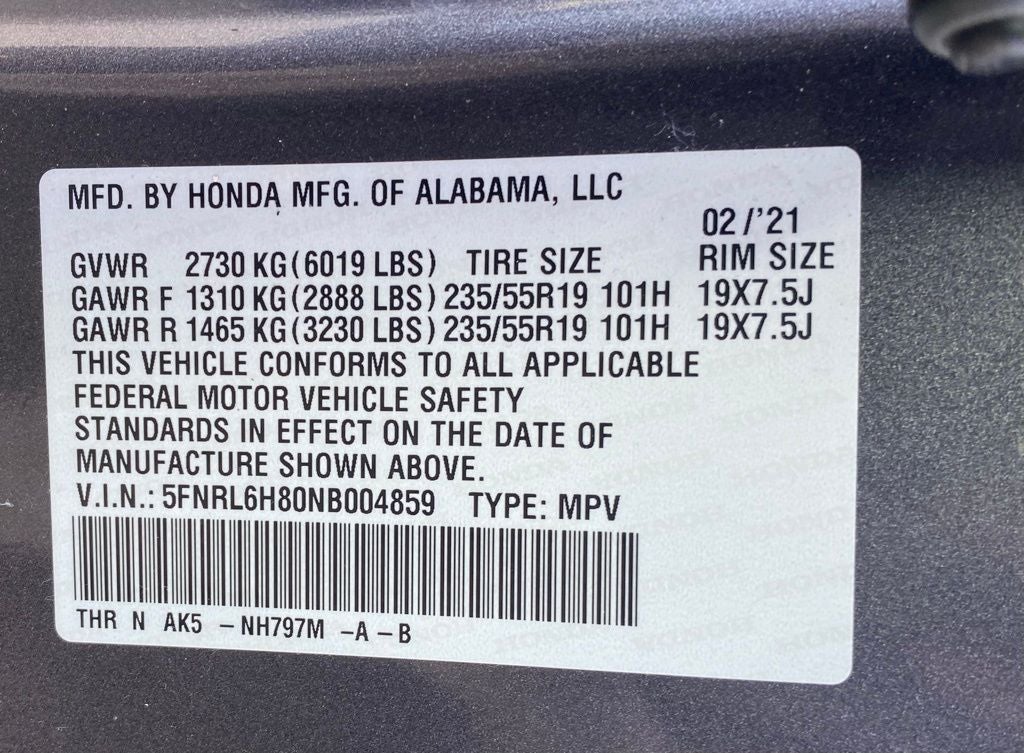 MFD. BY HONDA MFG. OF ALABAMA, LLC
02/'21
GVWR 2730 KG(6019 LBS) TIRE SIZE RIM SIZE
GAWR F 1310 KG(2888 LBS) 235/55R19 101H 19X7.5J
GAWR R 1465 KG(3230 LBS) 235/55R19 101H 19X7.5J
THIS VEHICLE CONFORMS TO ALL APPLICABLE
FEDERAL MOTOR VEHICLE SAFETY
STANDARDS IN EFFECT ON THE DATE OF
MANUFACTURE SHOWN ABOVE.
V.I.N.: 5FNRL6H80NB004859 TYPE: MPV
THR N AK5 -NH797M -A-B